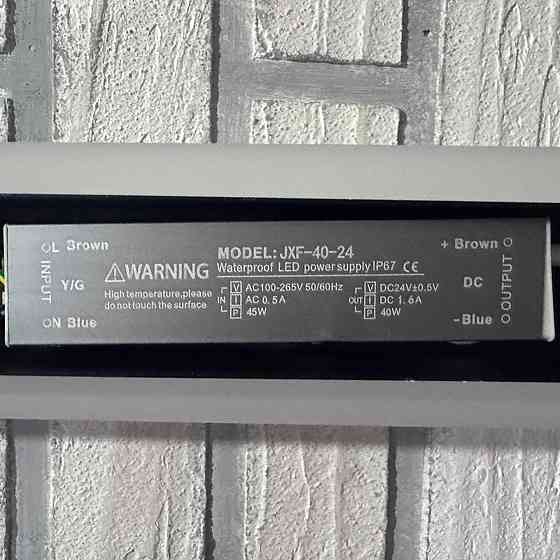 L Brown
INPUT
Y/G
N Blue
WARNING
High temperature,please
do not touch the surface
MODEL: JXF-40-24
Waterproof LED power supply IP67 CE
IN
V AC100-265V 50/60Hz
I AC 0.5A
P 45W
OUT
V DC24V±0.5V
I DC 1.6A
P 40W
+ Brown
DC
OUTPUT
-Blue